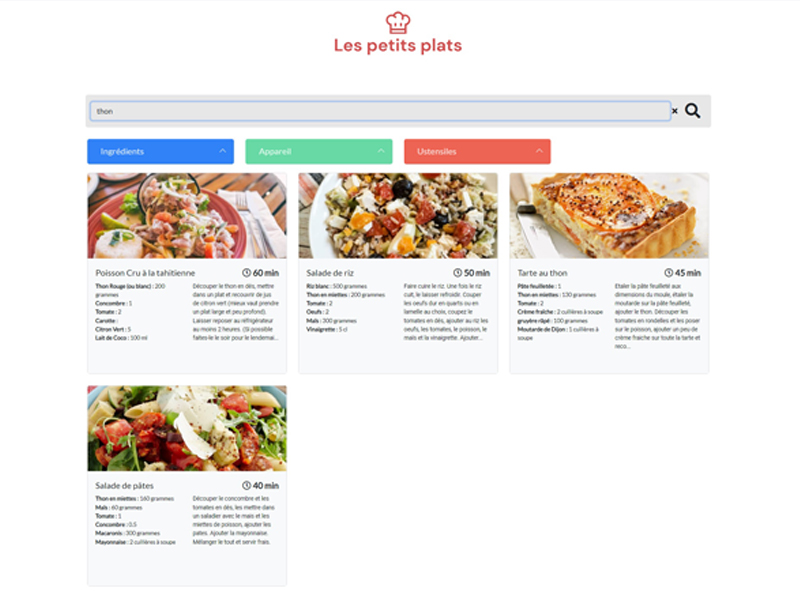 Les petits plats
thon
Ingrédients
Appareil
Ustensiles
Poisson Cru à la tahitienne
60 min
Thon Rouge (ou blanc) : 200
grammes
Concombre : 1
Tomate : 2
Carotte :
Citron Vert : 5
Lait de Coco : 100 ml
Découper le thon en dés, mettre
dans un plat et recouvrir de jus
de citron vert (mieux vaut prendre
un plat large et peu profond).
Laisser reposer au réfrigérateur
au moins 2 heures. (Si possible
faites-le le soir pour le lendemai...
Salade de riz
50 min
Riz blanc : 500 grammes
Thon en miettes : 200 grammes
Tomate : 2
Oeufs : 2
Maïs : 300 grammes
Vinaigrette : 5 cl
Faire cuire le riz. Une fois le riz
cuit, le laisser refroidir. Couper
les oeufs dur en quarts ou en
lamelle au choix, coupez le
tomates en dés, ajouter au riz les
oeufs, les tomates, le poisson, le
maïs et la vinaigrette. Ajouter...
Tarte au thon
45 min
Pâte feuilletée : 1
Thon en miettes : 130 grammes
Tomate : 2
Crème fraîche : 2 cuillères à soupe
gruyère râpé : 100 grammes
Moutarde de Dijon : 1 cuillères à
soupe
Etaler la pâte feuilleté aux
dimensions du moule, étaler la
moutarde sur la pâte feuilleté,
ajouter le thon. Découper les
tomates en rondelles et les poser
sur le poisson, ajouter un peu de
crème fraiche sur toute la tarte et
reco...
Salade de pâtes
40 min
Thon en miettes : 160 grammes
Maïs : 60 grammes
Tomate : 1
Concombre : 0.5
Macaronis : 300 grammes
Mayonnaise : 2 cuillères à soupe
Découper le concombre et les
tomates en dés, les mettre dans
un saladier avec le maïs et les
miettes de poisson, ajouter les
pates. Ajouter la mayonnaise.
Mélanger le tout et servir frais.